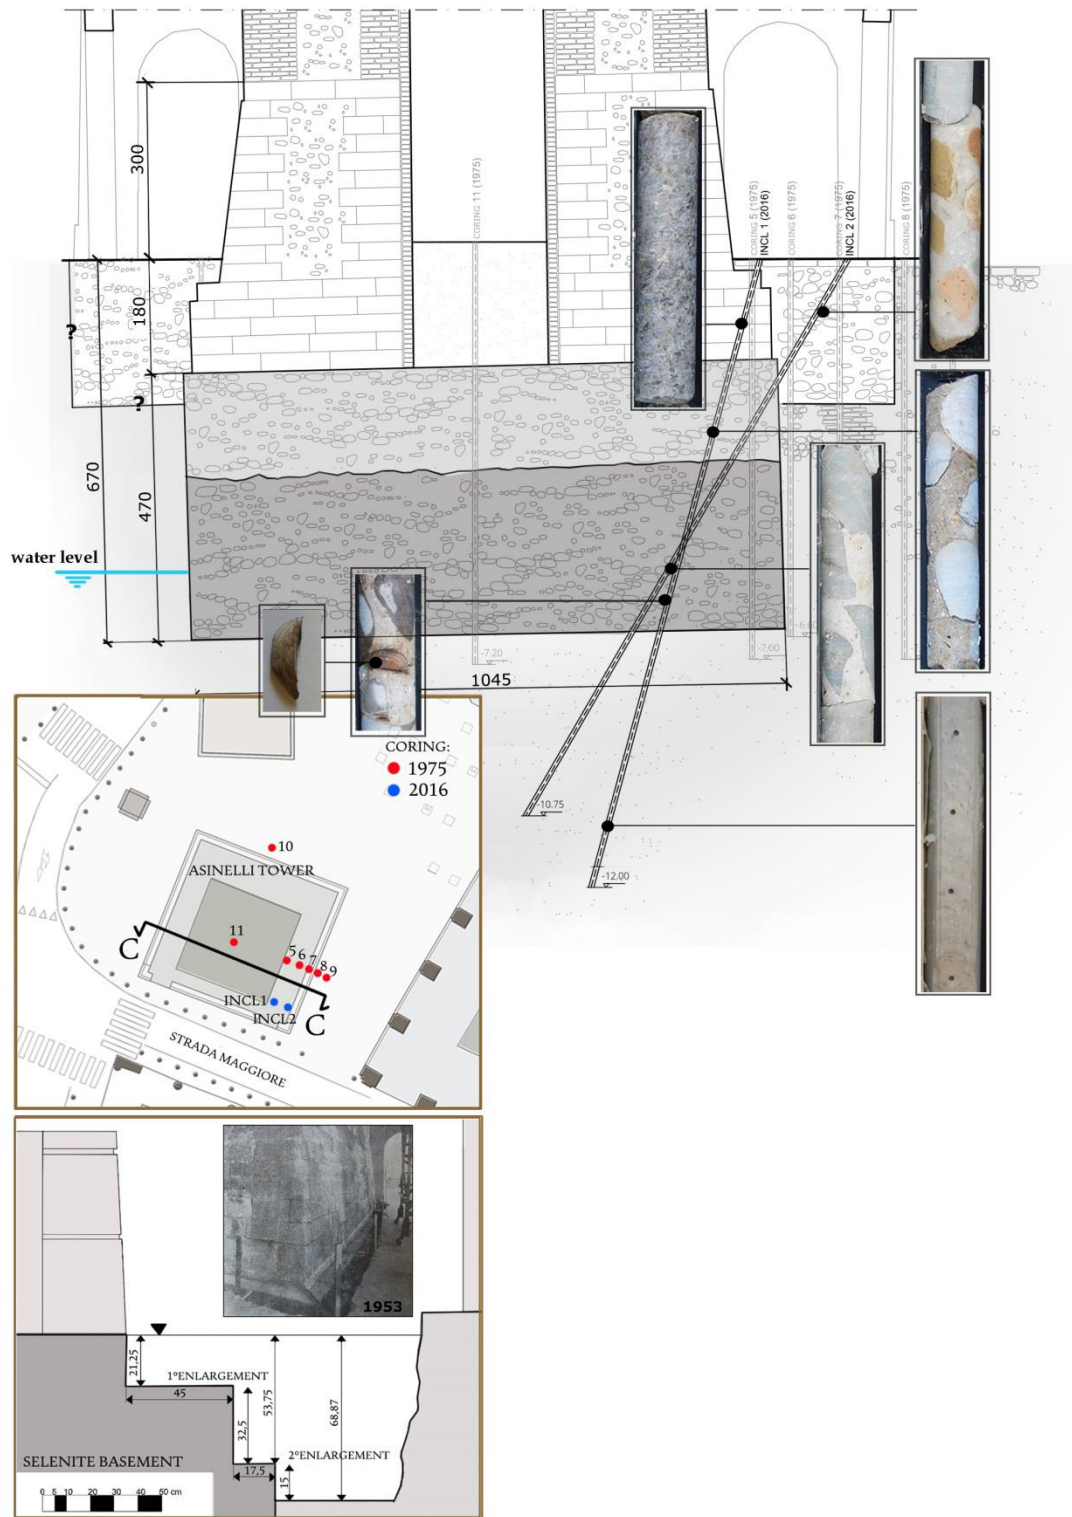 300
CORING 11 (1975)
CORING 5 (1975)
INCL 1 (2016)
CORING 6 (1975)
CORING 7 (1975)
INCL 2 (2016)
CORING 8 (1975)
180
?
?
670
470
water level
-7.20
-7.00
-6.60
1045
-10.75
-12.00
CORING:
1975
2016
10
ASINELLI TOWER
11
5
6
7
8
9
C
INCL1
INCL2
C
STRADA MAGGIORE
1953
21,25
1°ENLARGEMENT
45
32,5
53,75
68,87
2°ENLARGEMENT
17,5
15
SELENITE BASEMENT
0 5 10 20 30 40 50 cm